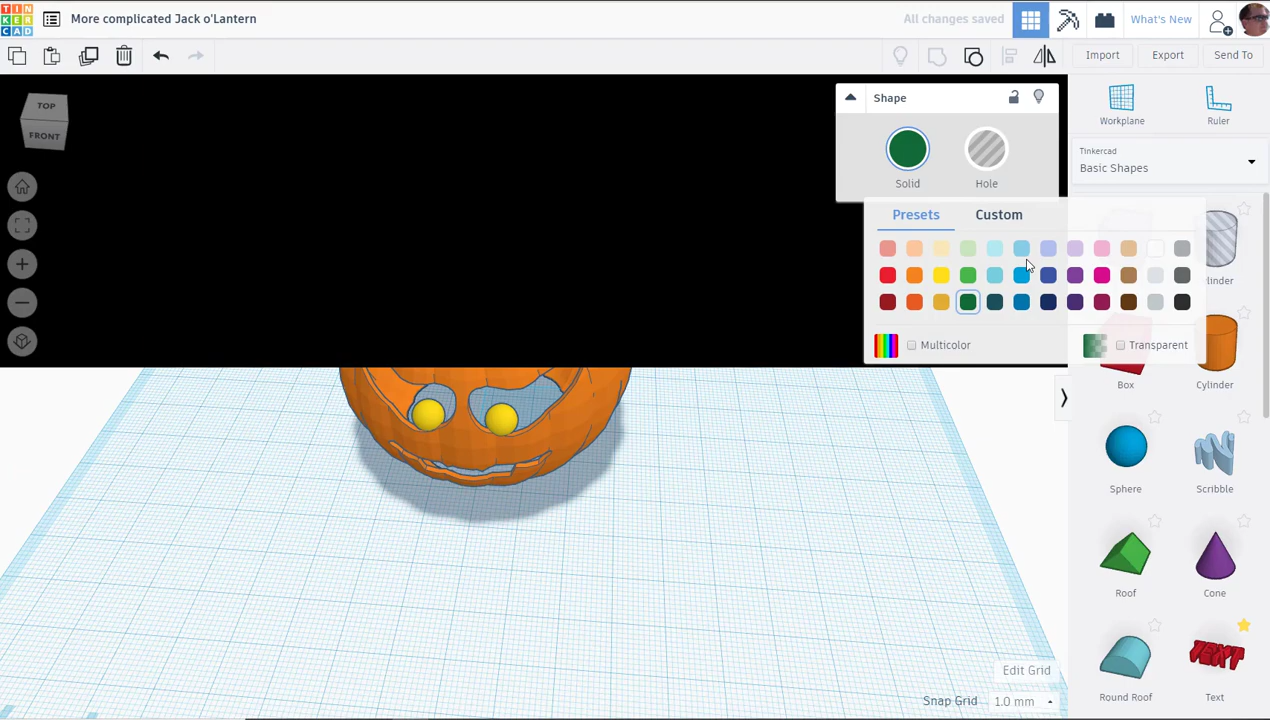 TIN
KER
CAD
More complicated Jack o'Lantern
All changes saved
What's New
Import
Export
Send To
TOP
FRONT
Shape
Solid
Hole
Presets
Custom
Multicolor
Transparent
Workplane
Ruler
Tinkercad
Basic Shapes
Box
Cylinder
Sphere
Scribble
Roof
Cone
Round Roof
TEXT
Text
Edit Grid
Snap Grid
1.0 mm